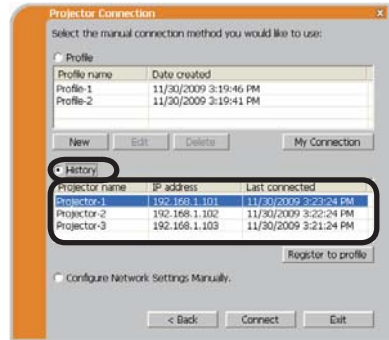 Projector Connection
Select the manual connection method you would like to use:
Profile
Profile name Date created
Profile-1 11/30/2009 3:19:46 PM
Profile-2 11/30/2009 3:19:41 PM
New Edit Delete My Connection
History
Projector name IP address Last connected
Projector-1 192.168.1.101 11/30/2009 3:23:24 PM
Projector-2 192.168.1.102 11/30/2009 3:22:24 PM
Projector-3 192.168.1.103 11/30/2009 3:21:24 PM
Register to profile
Configure Network Settings Manually.
< Back Connect Exit